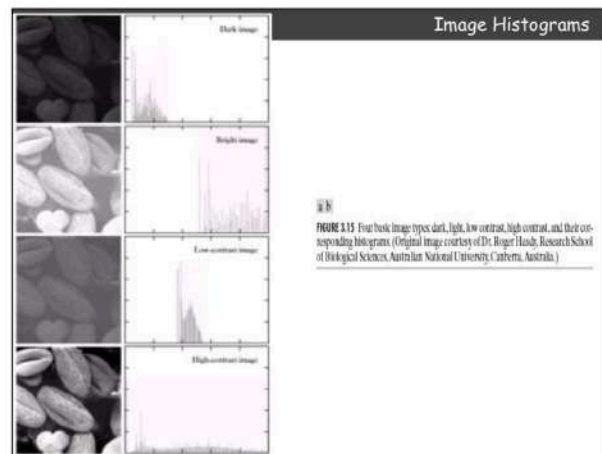 Image Histograms
Dark image
Bright image
Low-contrast image
High-contrast image
a b
FIGURE 3.15 Four basic image types: dark, light, low contrast, high contrast, and their cor-
responding histograms. (Original image courtesy of Dr. Roger Heady, Research School
of Biological Sciences, Australian National University, Canberra, Australia.)